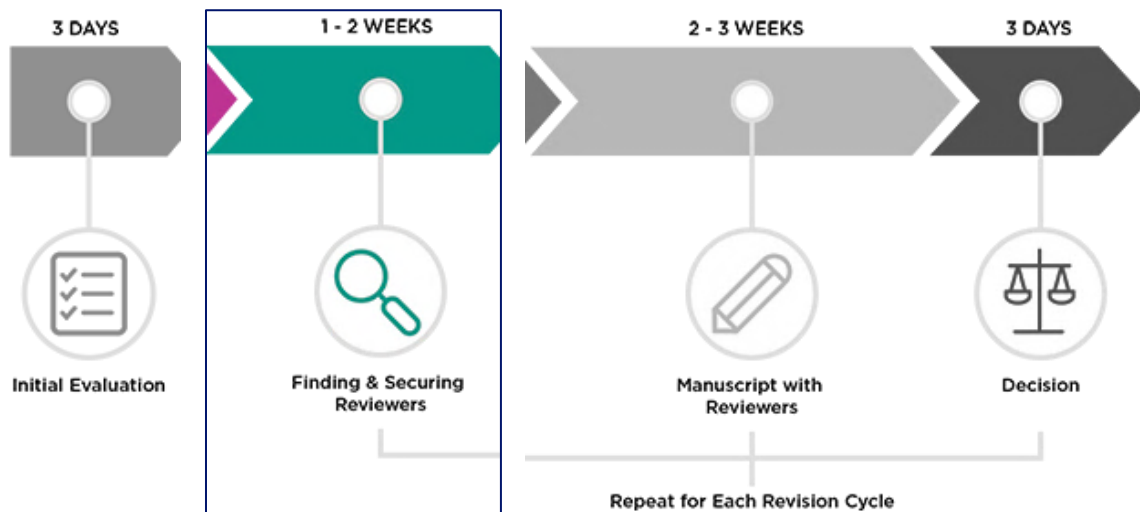 3 DAYS
1 - 2 WEEKS
2 - 3 WEEKS
3 DAYS
Initial Evaluation
Finding & Securing
Reviewers
Manuscript with
Reviewers
Decision
Repeat for Each Revision Cycle